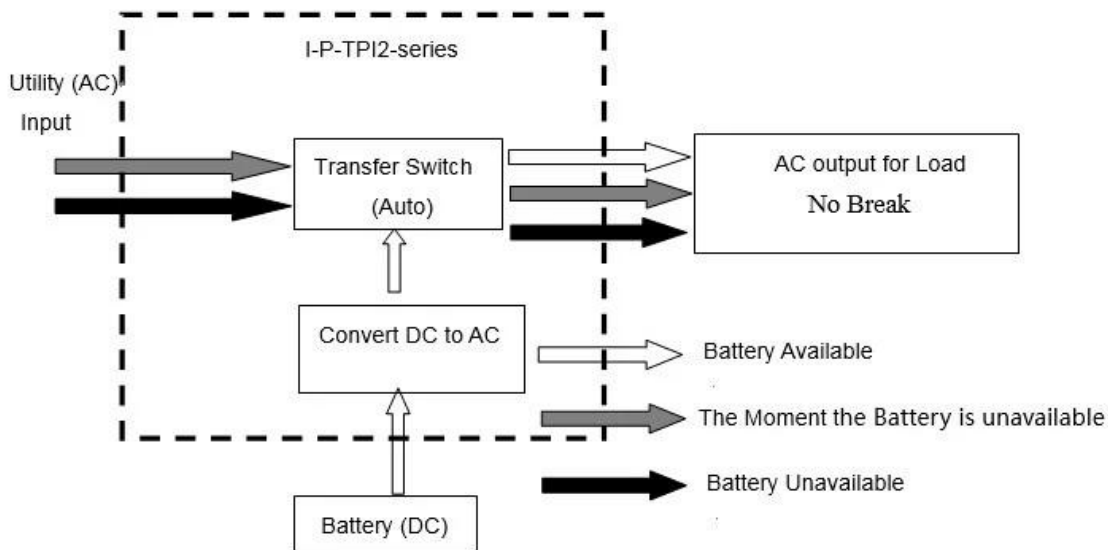 I-P-TPI2-series
Utility (AC)
Input
Transfer Switch
(Auto)
AC output for Load
No Break
Convert DC to AC
Battery Available
The Moment the Battery is unavailable
Battery Unavailable
Battery (DC)